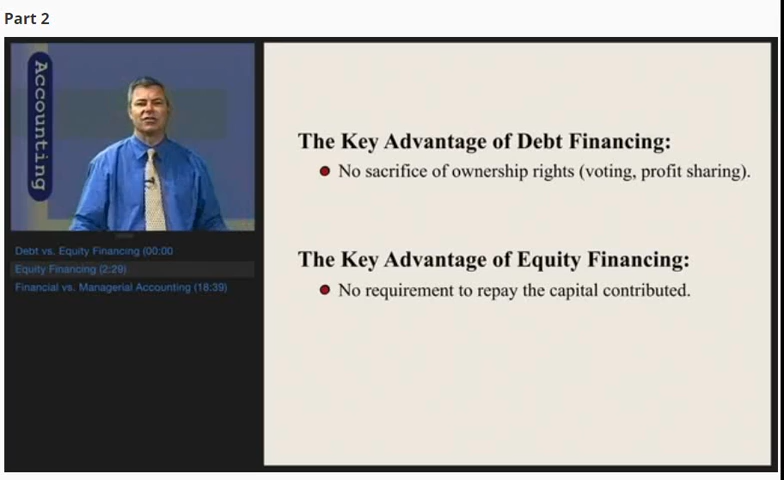 Part 2
Accounting
Debt vs. Equity Financing (00:00
Equity Financing (2:29)
Financial vs. Managerial Accounting (18:39)
The Key Advantage of Debt Financing:
No sacrifice of ownership rights (voting, profit sharing).
The Key Advantage of Equity Financing:
No requirement to repay the capital contributed.